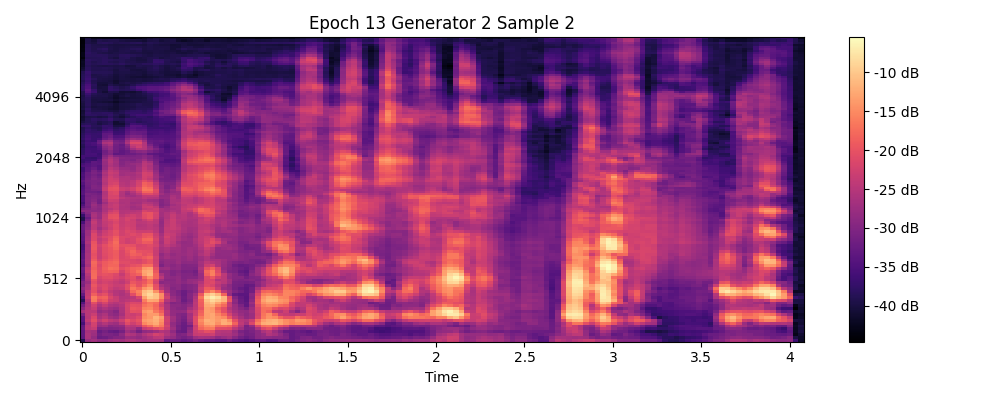 Epoch 13 Generator 2 Sample 2
Hz
4096
2048
1024
512
0
0 0.5 1 1.5 2 2.5 3 3.5 4
Time
-10 dB
-15 dB
-20 dB
-25 dB
-30 dB
-35 dB
-40 dB